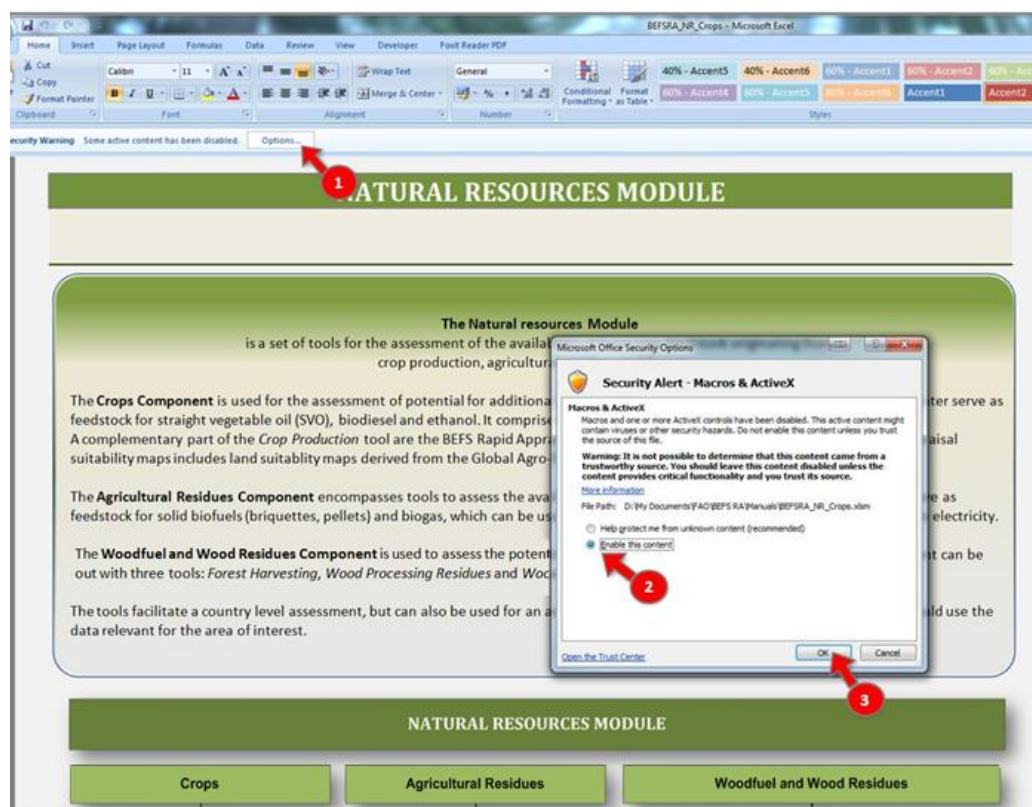 BEFSRA_NR_Crops - Microsoft Excel
Home Insert Page Layout Formulas Data Review View Developer Foxit Reader PDF
Cut
Copy
Format Painter
Calibri 11 A A
Wrap Text
General
B I U A
Merge & Center
% ,
Conditional Formatting
Format as Table
40% - Accent5 40% - Accent6 60% - Accent1 60% - Accent2
60% - Accent4 60% - Accent5 60% - Accent6 Accent1 Accent2
Clipboard Font Alignment Number Styles
ecurity Warning Some active content has been disabled. Options...
1
NATURAL RESOURCES MODULE
The Natural resources Module
is a set of tools for the assessment of the availa
crop production, agricultura
The Crops Component is used for the assessment of potential for additiona
ter serve as
feedstock for straight vegetable oil (SVO), biodiesel and ethanol. It comprise
A complementary part of the Crop Production tool are the BEFS Rapid Appra
aisal
suitability maps includes land suitablity maps derived from the Global Agro-
The Agricultural Residues Component encompasses tools to assess the ava
e as
feedstock for solid biofuels (briquettes, pellets) and biogas, which can be us
electricity.
The Woodfuel and Wood Residues Component is used to assess the potent
at can be
out with three tools: Forest Harvesting, Wood Processing Residues and Woo
The tools facilitate a country level assessment, but can also be used for an a
ld use the
data relevant for the area of interest.
Microsoft Office Security Options
Security Alert - Macros & ActiveX
Macros & ActiveX
Macros and one or more ActiveX controls have been disabled. This active content might
contain viruses or other security hazards. Do not enable this content unless you trust
the source of this file.
Warning: It is not possible to determine that this content came from a
trustworthy source. You should leave this content disabled unless the
content provides critical functionality and you trust its source.
More information
File Path: D:\My Documents\FAO\BEFS RA\Manuals\BEFSRA_NR_Crops.xlsm
Help protect me from unknown content (recommended)
Enable this content
2
Open the Trust Center
OK Cancel
3
NATURAL RESOURCES MODULE
Crops Agricultural Residues Woodfuel and Wood Residues